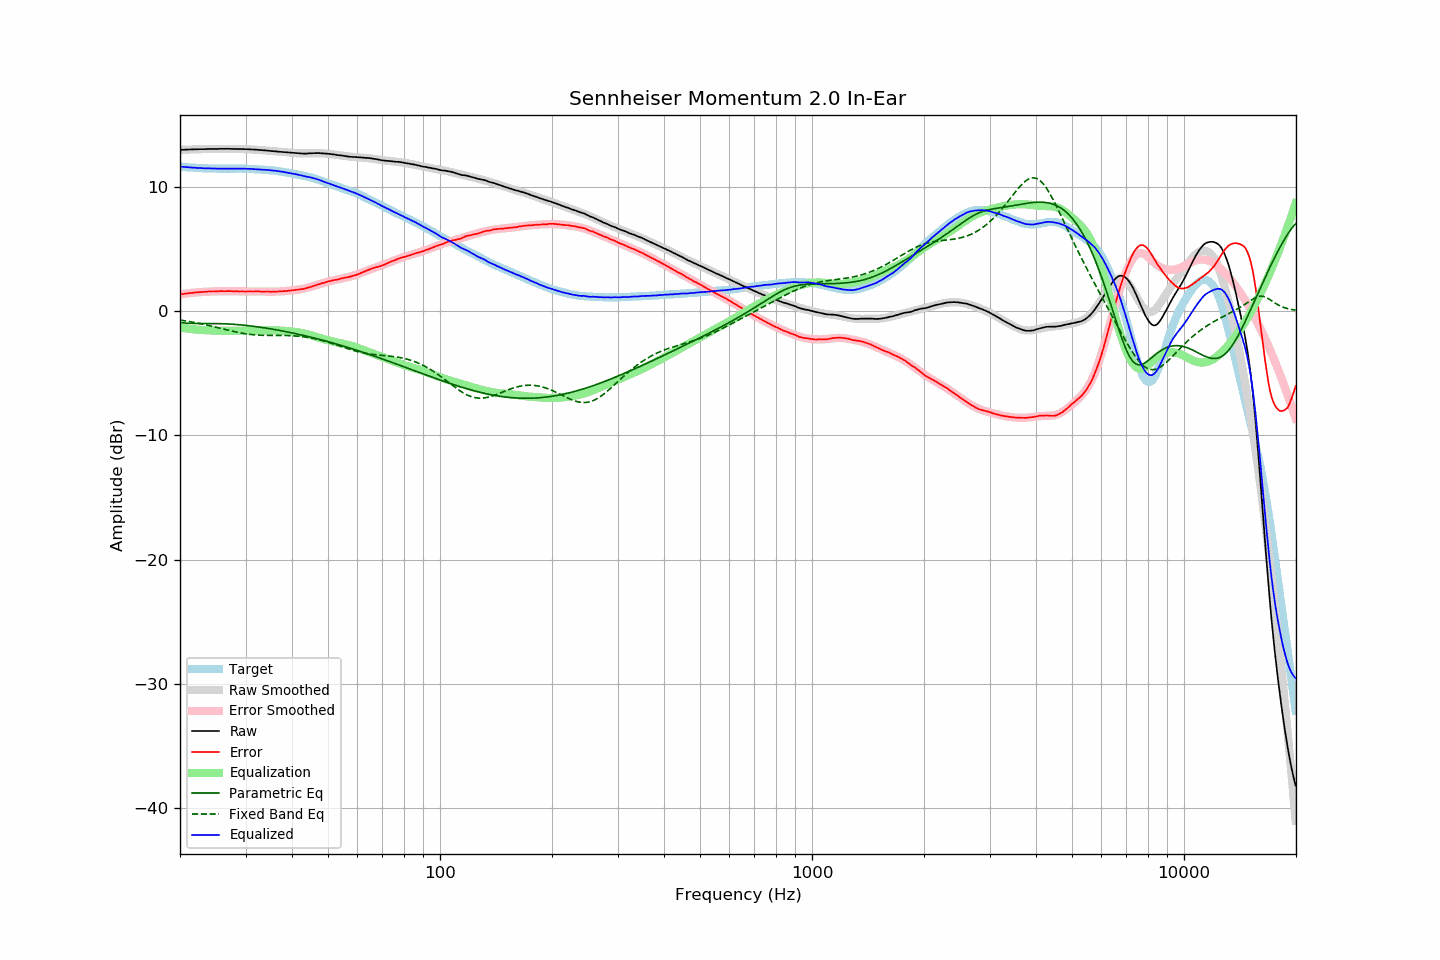 Sennheiser Momentum 2.0 In-Ear
Amplitude (dBr)
10
0
−10
−20
−30
−40
Target
Raw Smoothed
Error Smoothed
Raw
Error
Equalization
Parametric Eq
Fixed Band Eq
Equalized
100
1000
10000
Frequency (Hz)